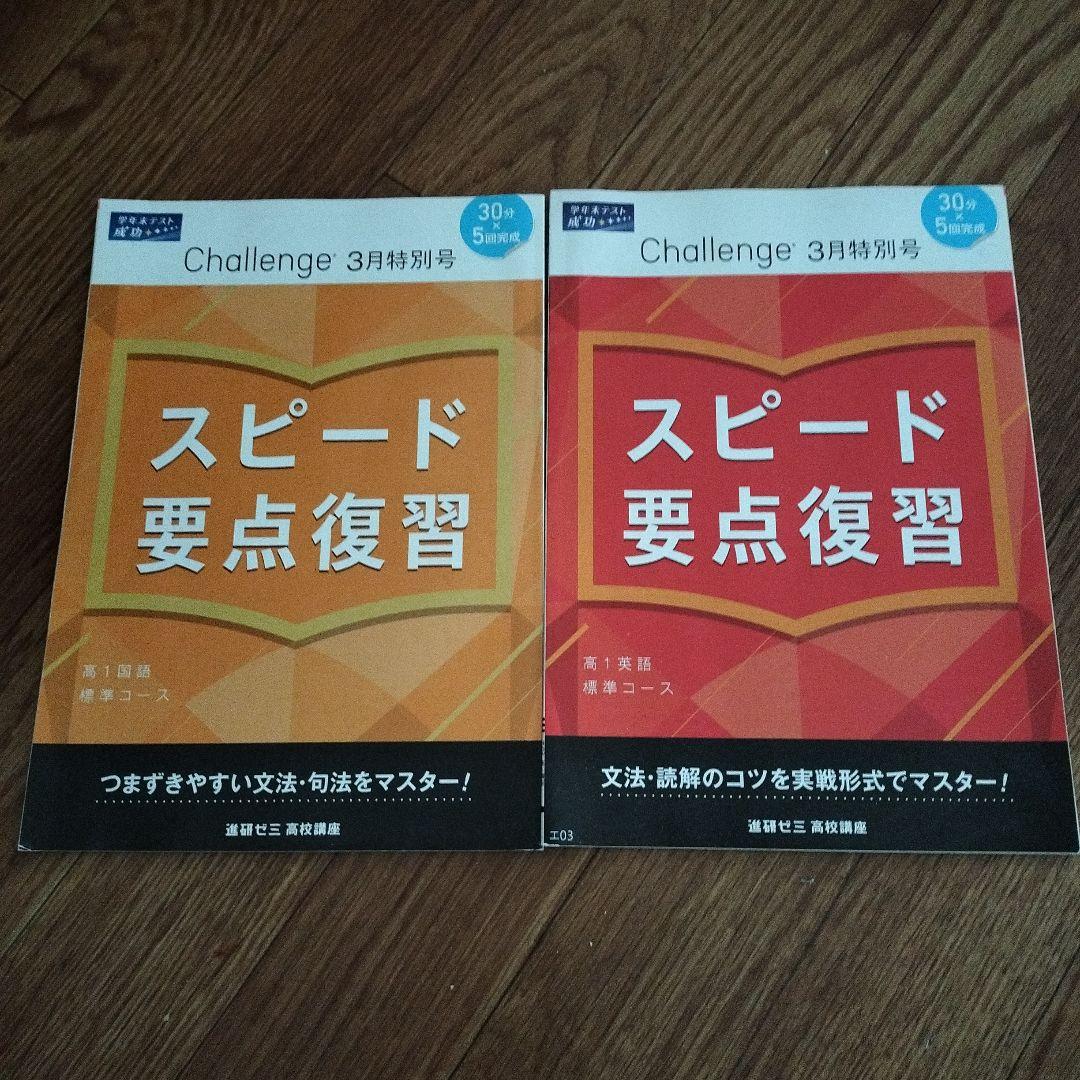 学年末テスト
成功
30分
×
5回完成
Challenge 3月特別号
スピード
要点復習
高1国語
標準コース
つまずきやすい文法・句法をマスター!
進研ゼミ 高校講座
学年末テスト
成功
30分
×
5回完成
Challenge 3月特別号
スピード
要点復習
高1英語
標準コース
文法・読解のコツを実戦形式でマスター!
進研ゼミ 高校講座
エ03